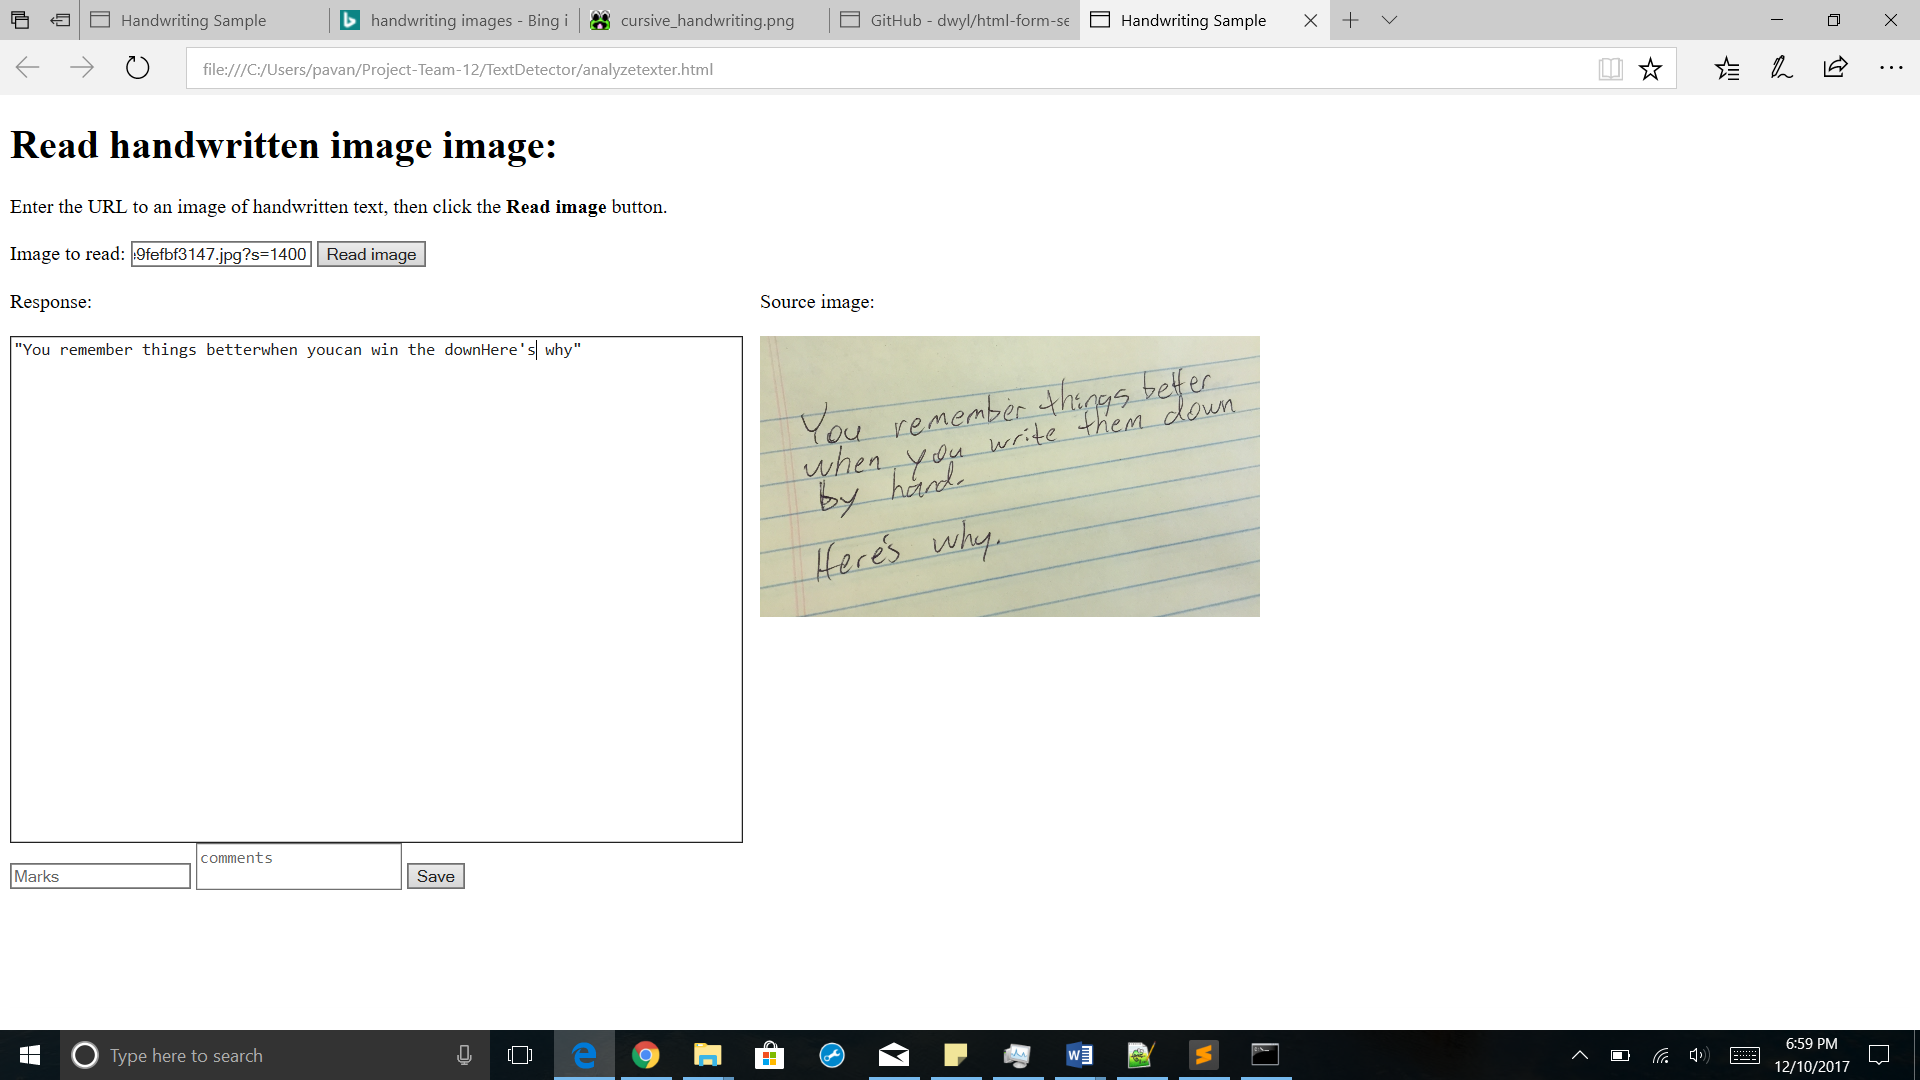 Handwriting Sample
handwriting images - Bing i
cursive_handwriting.png
GitHub - dwyl/html-form-se
Handwriting Sample
file:///C:/Users/pavan/Project-Team-12/TextDetector/analyzetexter.html
Read handwritten image image:
Enter the URL to an image of handwritten text, then click the Read image button.
Image to read: 9fefbf3147.jpg?s=1400 Read image
Response:
"You remember things betterwhen youcan win the downHere's why"
Source image:
You remember things better
when you write them down
by hand.
Here's why.
Marks
comments
Save
Type here to search
6:59 PM
12/10/2017